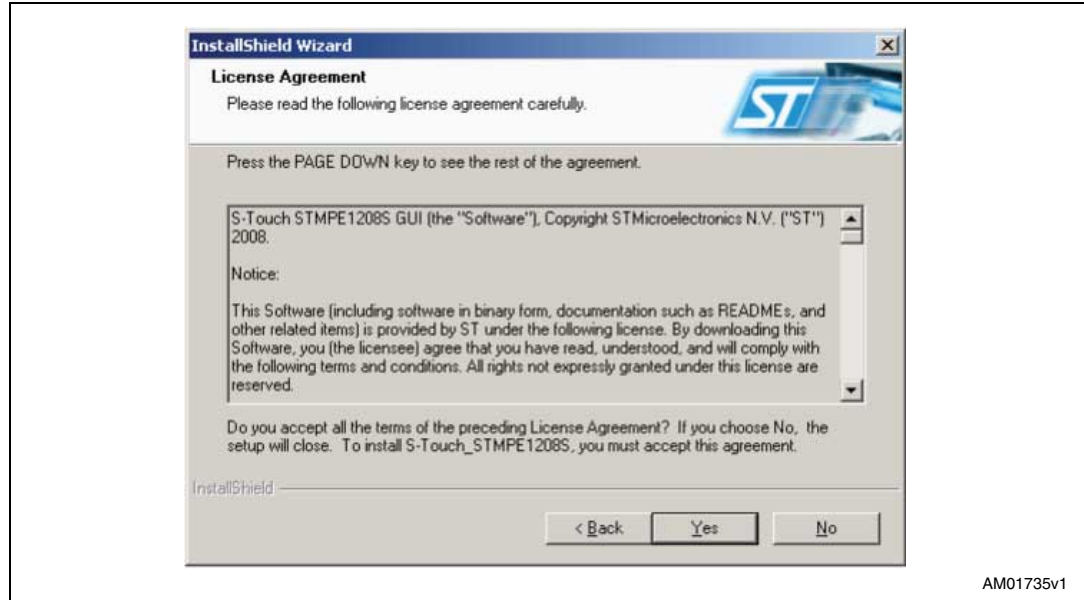 InstallShield Wizard
License Agreement
Please read the following license agreement carefully.
ST
Press the PAGE DOWN key to see the rest of the agreement.
S-Touch STMPE1208S GUI (the "Software"), Copyright STMicroelectronics N.V. ("ST")
2008.
Notice:
This Software (including software in binary form, documentation such as READMEs, and
other related items) is provided by ST under the following license. By downloading this
Software, you (the licensee) agree that you have read, understood, and will comply with
the following terms and conditions. All rights not expressly granted under this license are
reserved.
Do you accept all the terms of the preceding License Agreement? If you choose No, the
setup will close. To install S-Touch_STMPE1208S, you must accept this agreement.
InstallShield
< Back
Yes
No
AM01735v1